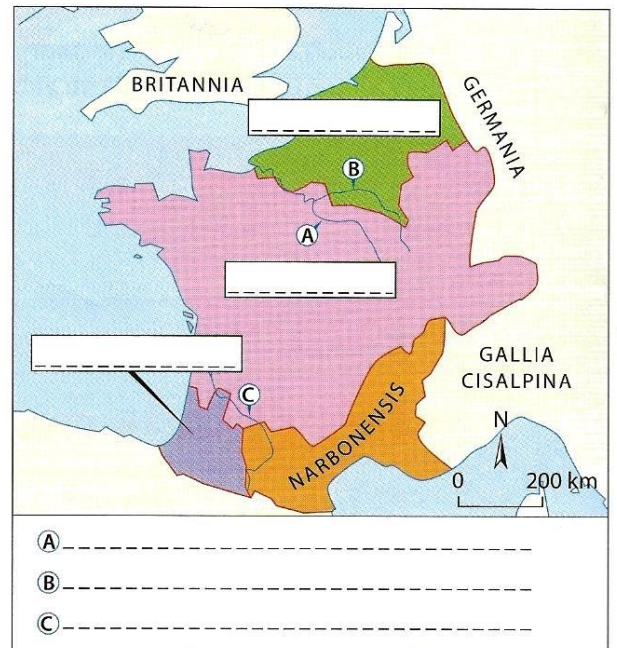 BRITANNIA
GERMANIA
B
A
GALLIA
CISALPINA
C
NARBONENSIS
N
0 200 km
A
B
C